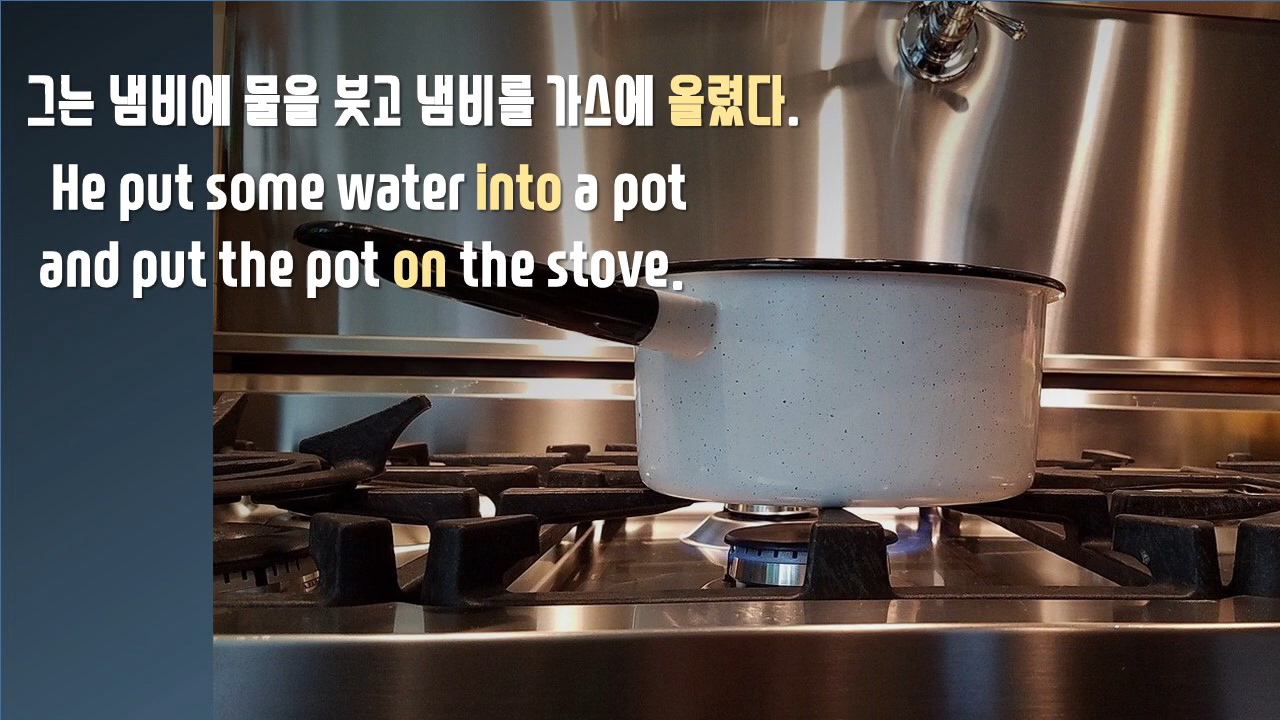 그는 냄비에 물을 붓고 냄비를 가스에 올렸다.
He put some water into a pot
and put the pot on the stove.